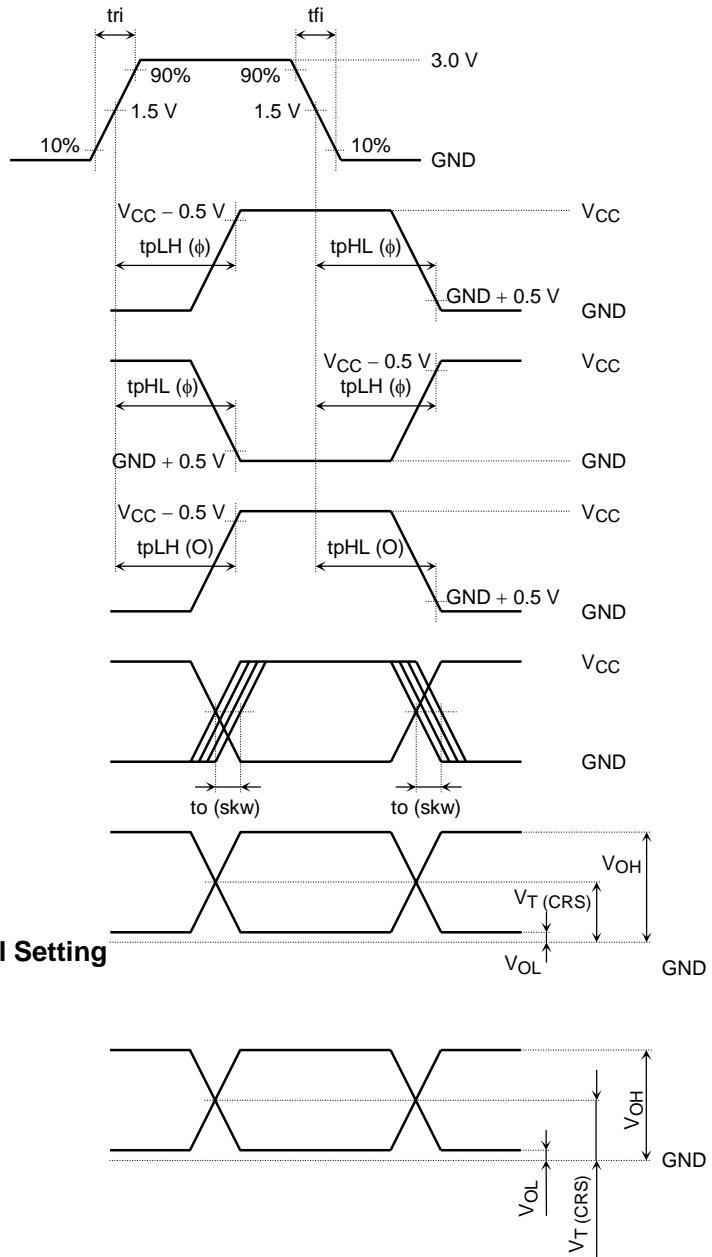 tri tfi
3.0 V
90% 90%
1.5 V 1.5 V
10% 10%
GND
VCC − 0.5 V VCC
tpLH (ϕ) tpHL (ϕ)
GND + 0.5 V
GND
VCC
VCC − 0.5 V
tpHL (ϕ) tpLH (ϕ)
GND + 0.5 V GND
VCC − 0.5 V VCC
tpLH (O) tpHL (O)
GND + 0.5 V
GND
VCC
GND
to (skw) to (skw)
VOH
VT (CRS)
l Setting
VOL
GND
VOH
GND
VOL
VT (CRS)